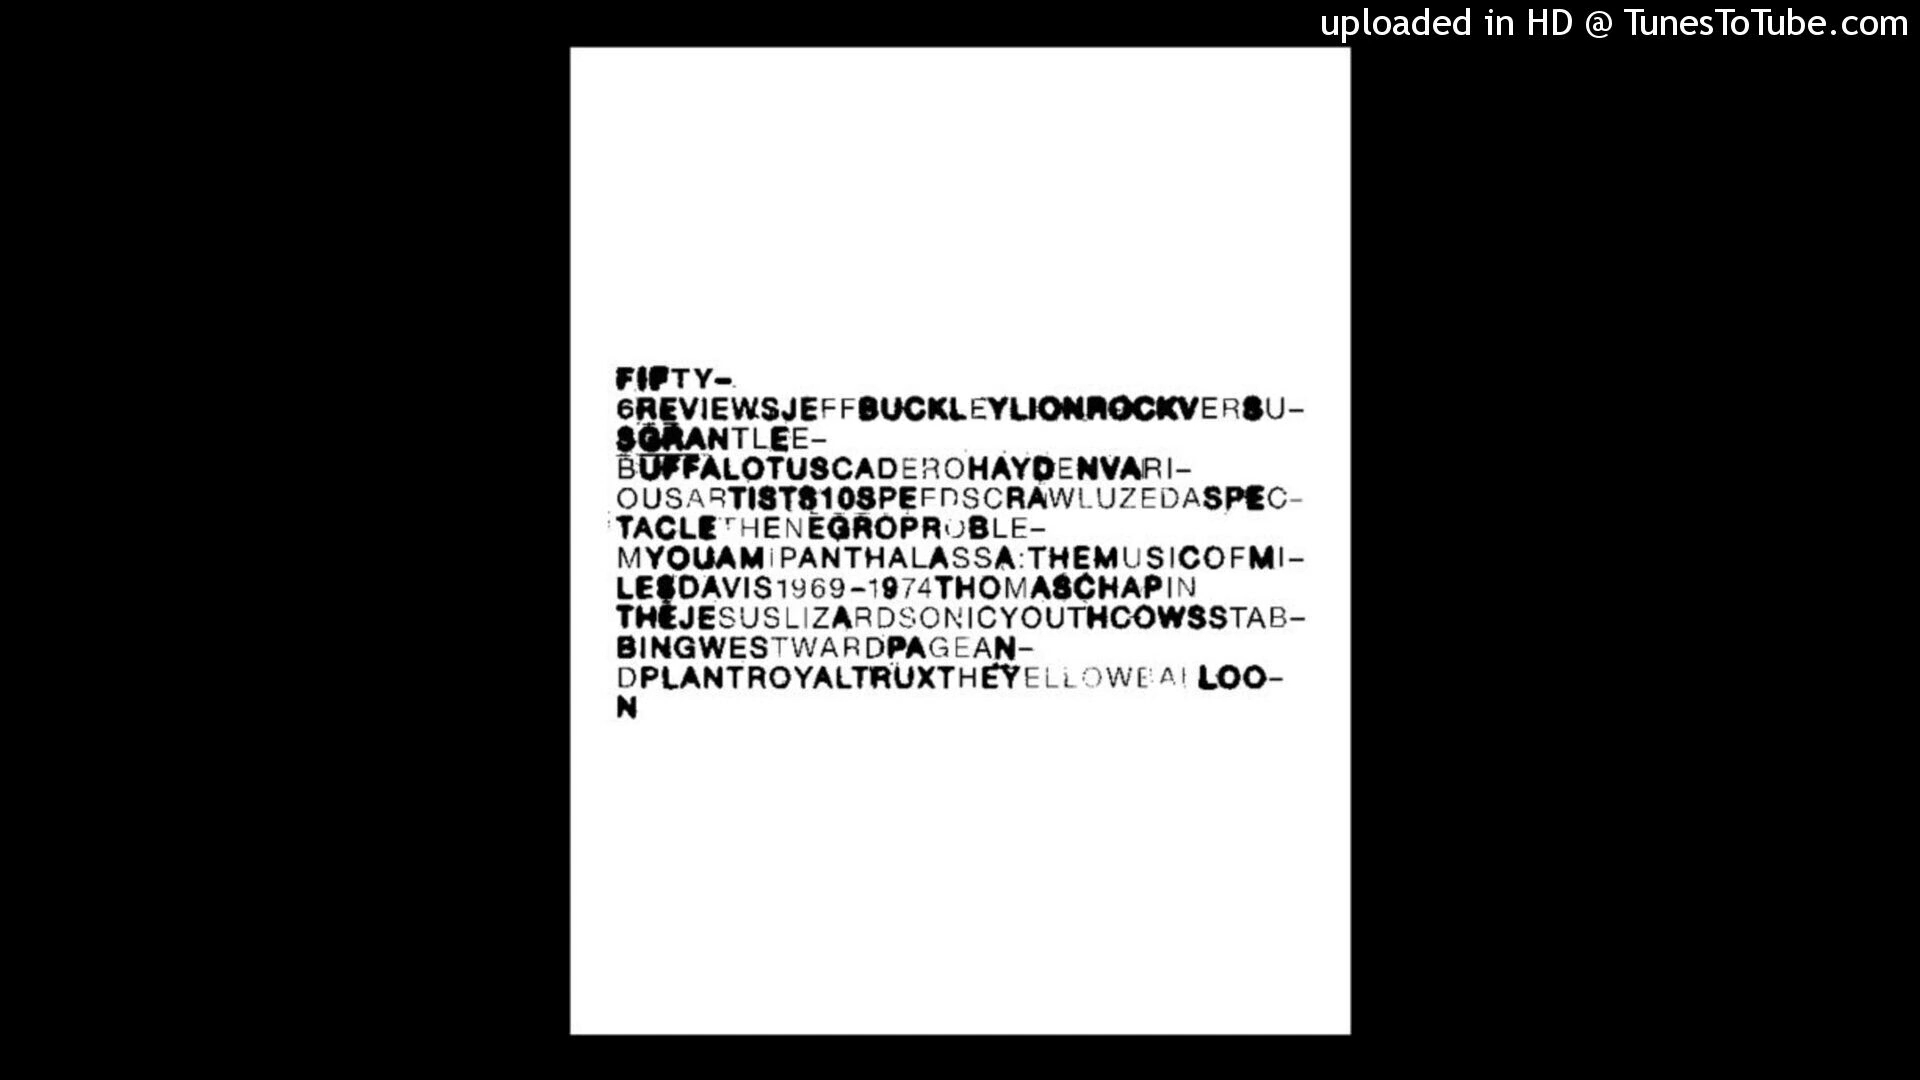 uploaded in HD @ TunesToTube.com
FIFTY-
6REVIEWSJEFFBUCKLEYLIONROCKVERSU-
SGRANTLEE-
BUFFALOTUSCADEROHAYDENVARI-
OUSARTISTS10SPEEDSCRAWLUZEDASPEC-
TACLETHENEGROPROBLE-
MYOUAMIPANTHALASSA:THEMUSICOFMI-
LESDAVIS1969-1974THOMASCHAPIN
THEJESUSLIZARDSONICYOUTHCOWSSTAB-
BINGWESTWARDPAGEAN-
DPLANTROYALTRUXTHEYELLOWBALLOO-
N